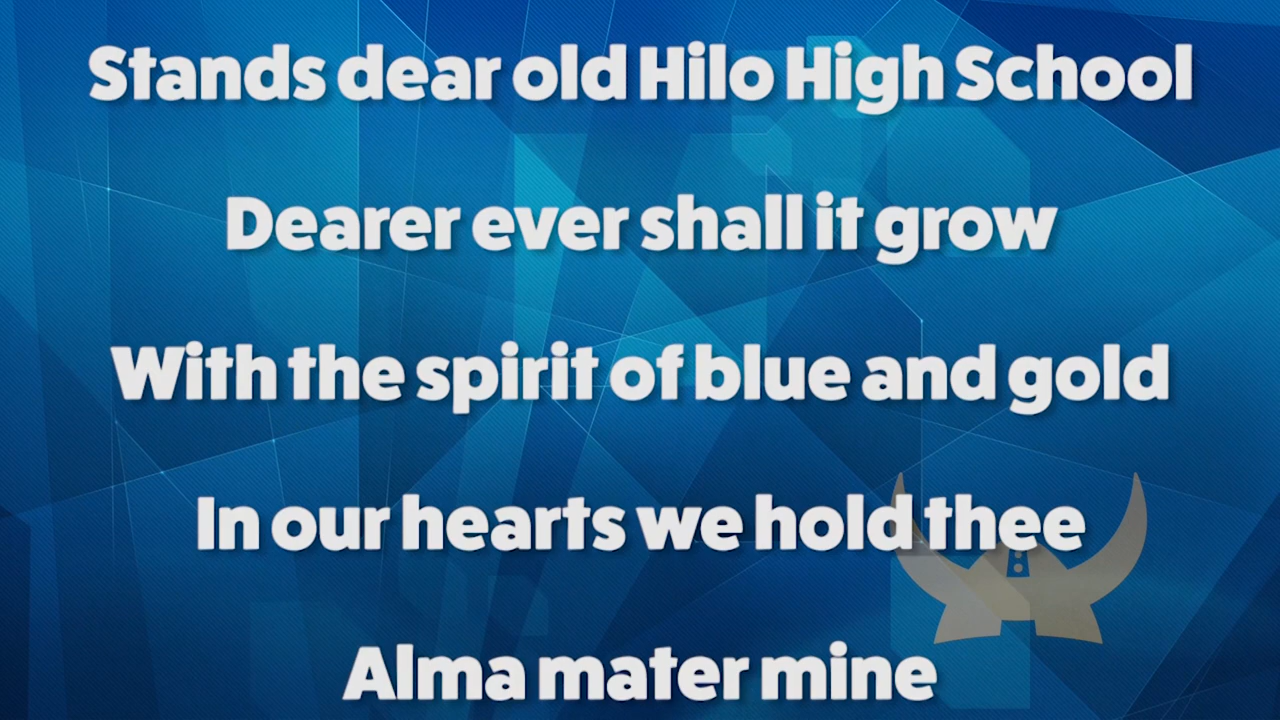 Stands dear old Hilo High School
Dearer ever shall it grow
With the spirit of blue and gold
In our hearts we hold thee
Alma mater mine